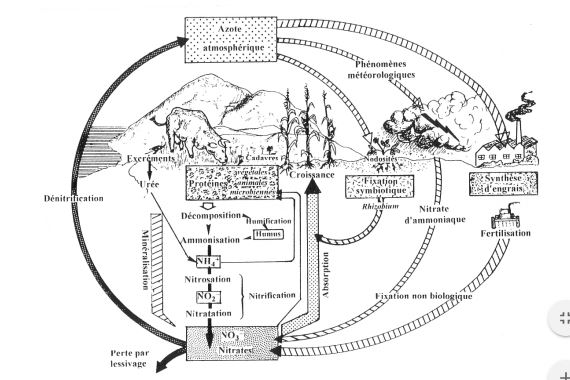 Azote
atmosphérique
Phénomènes
météorologiques
Excréments
Cadavres
Urée
Protéines
végétales
animales
microbiennes
Croissance
Nodosités
Fixation
symbiotique
Rhizobium
Synthèse
d'engrais
Dénitrification
Nitrate
d'ammoniaque
Fertilisation
Décomposition
Humification
Humus
Ammonisation
Minéralisation
NH4
Nitrosation
NO2
Nitrification
Nitratation
Absorption
Fixation non biologique
NO3
Nitrates
Perte par
lessivage